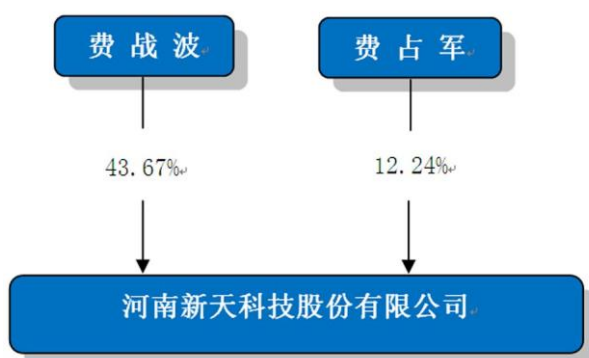 费 战 波
费 占 军
43.67%
12.24%
河南新天科技股份有限公司